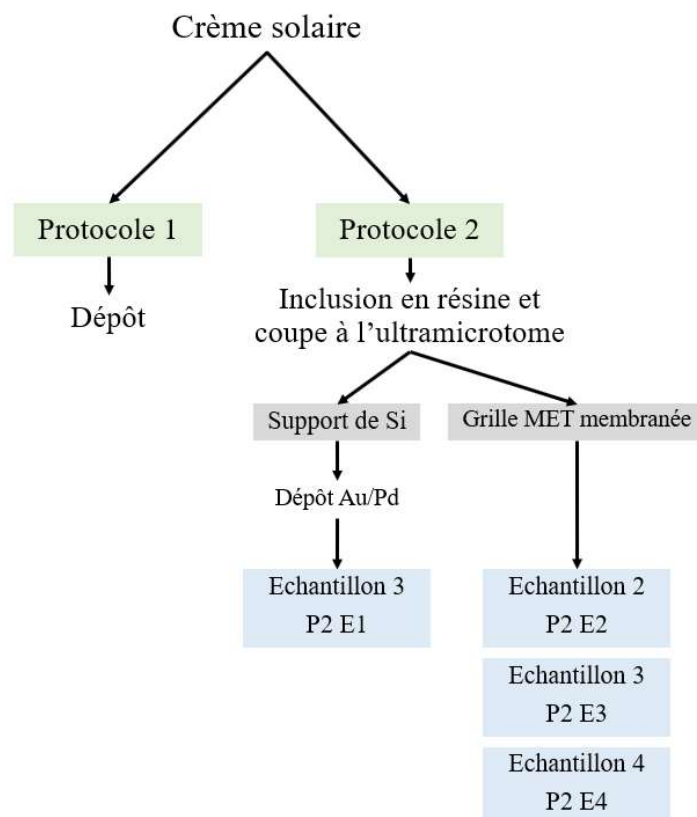 Crème solaire
Protocole 1
Protocole 2
Dépôt
Inclusion en résine et
coupe à l'ultramicrotome
Support de Si
Grille MET membranée
Dépôt Au/Pd
Echantillon 3
P2 E1
Echantillon 2
P2 E2
Echantillon 3
P2 E3
Echantillon 4
P2 E4